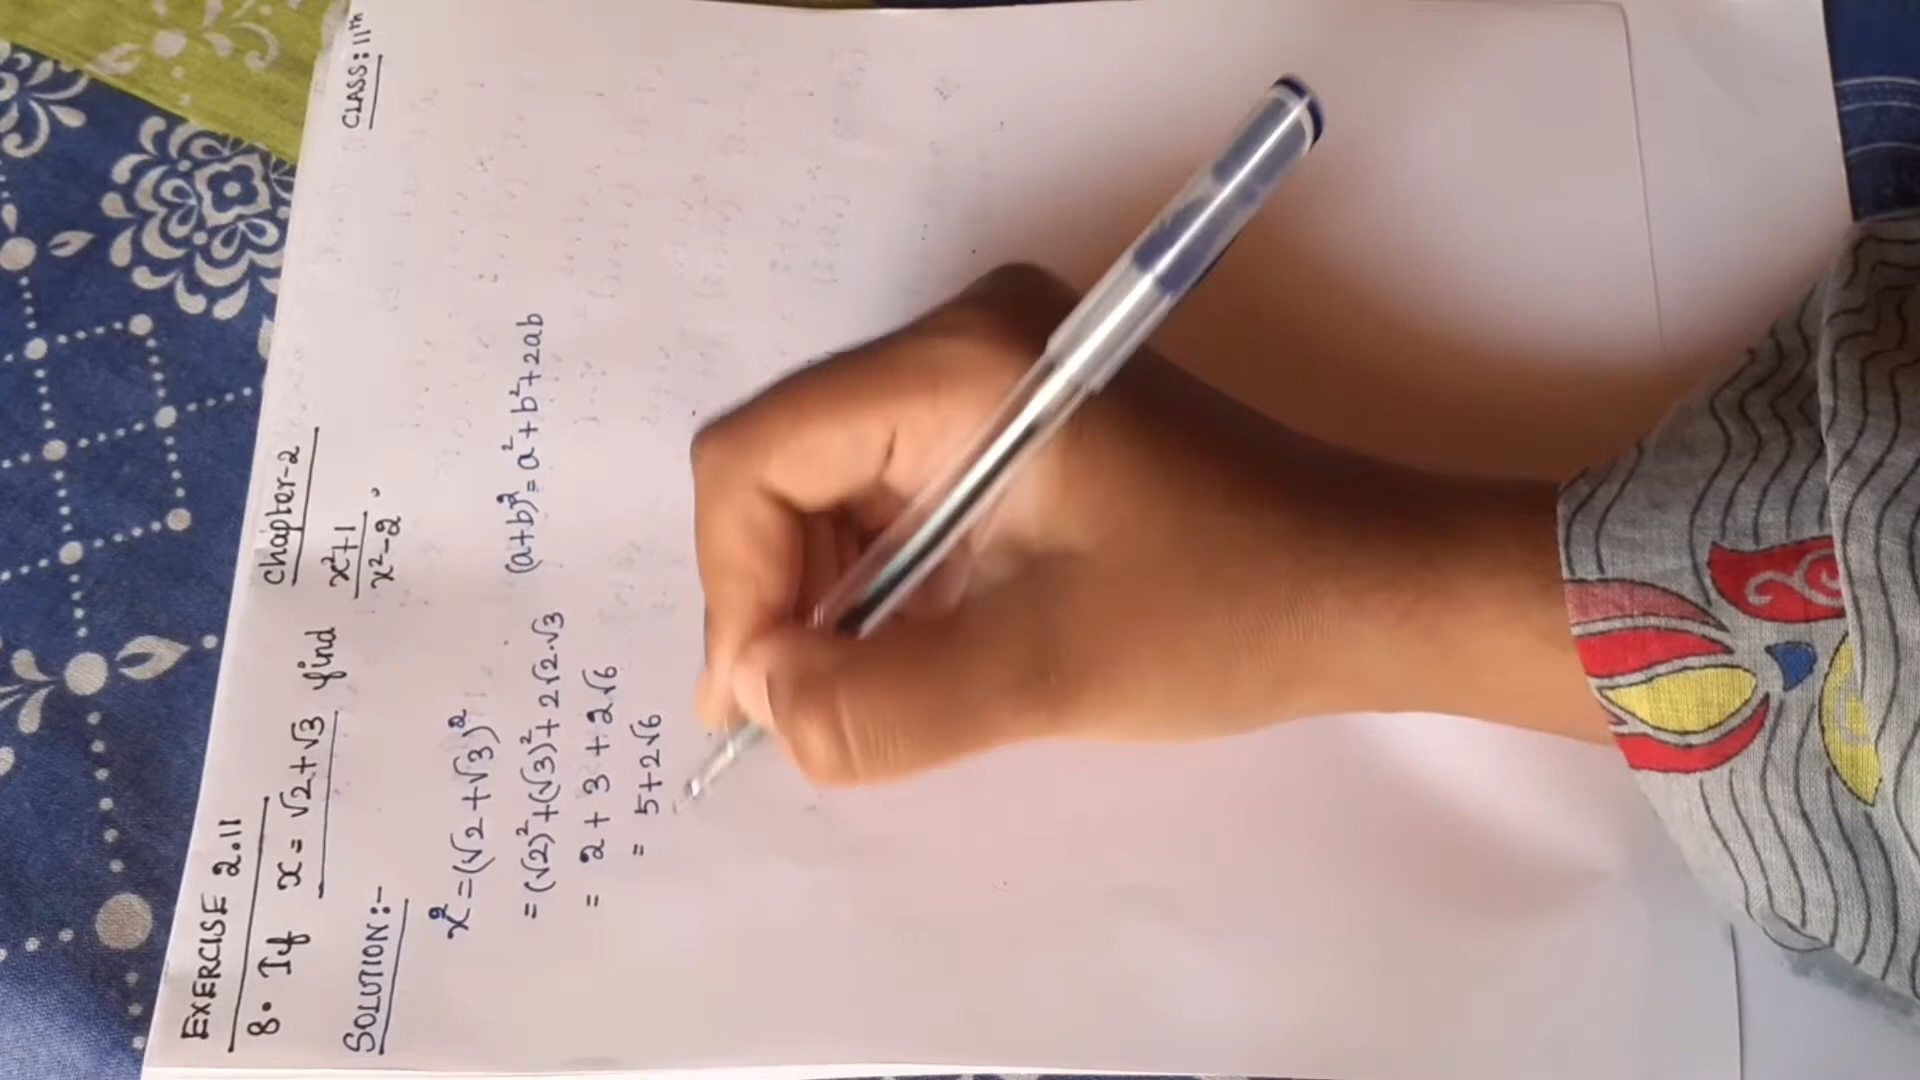 CLASS: 11th
Chapter-2
EXERCISE 2.11
8. If x = √2+√3 find x²+1 / x²-2 .
SOLUTION:-
x² = (√2+√3)²
= (√2)²+(√3)²+2√2.√3 (a+b)² = a²+b²+2ab
= 2+3+2√6
= 5+2√6